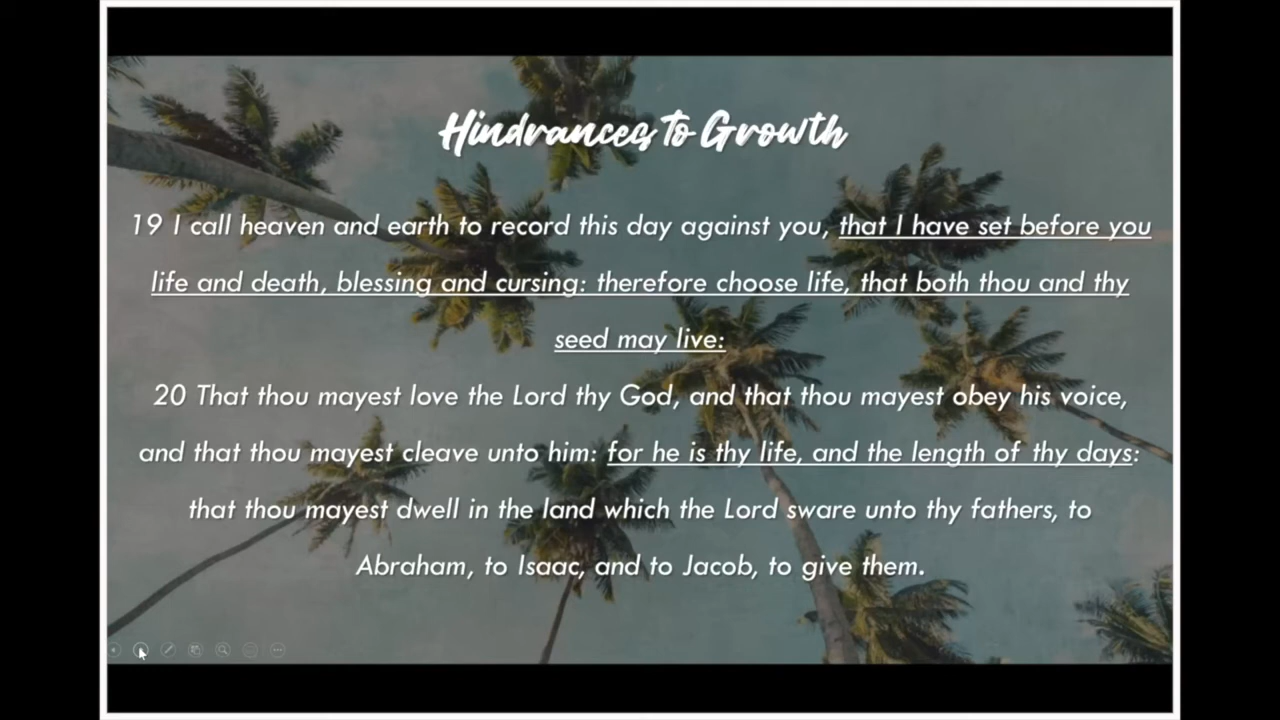 Hindrances To Growth
19 I call heaven and earth to record this day against you, that I have set before you
life and death, blessing and cursing: therefore choose life, that both thou and thy
seed may live:
20 That thou mayest love the Lord thy God, and that thou mayest obey his voice,
and that thou mayest cleave unto him: for he is thy life, and the length of thy days:
that thou mayest dwell in the land which the Lord sware unto thy fathers, to
Abraham, to Isaac, and to Jacob, to give them.